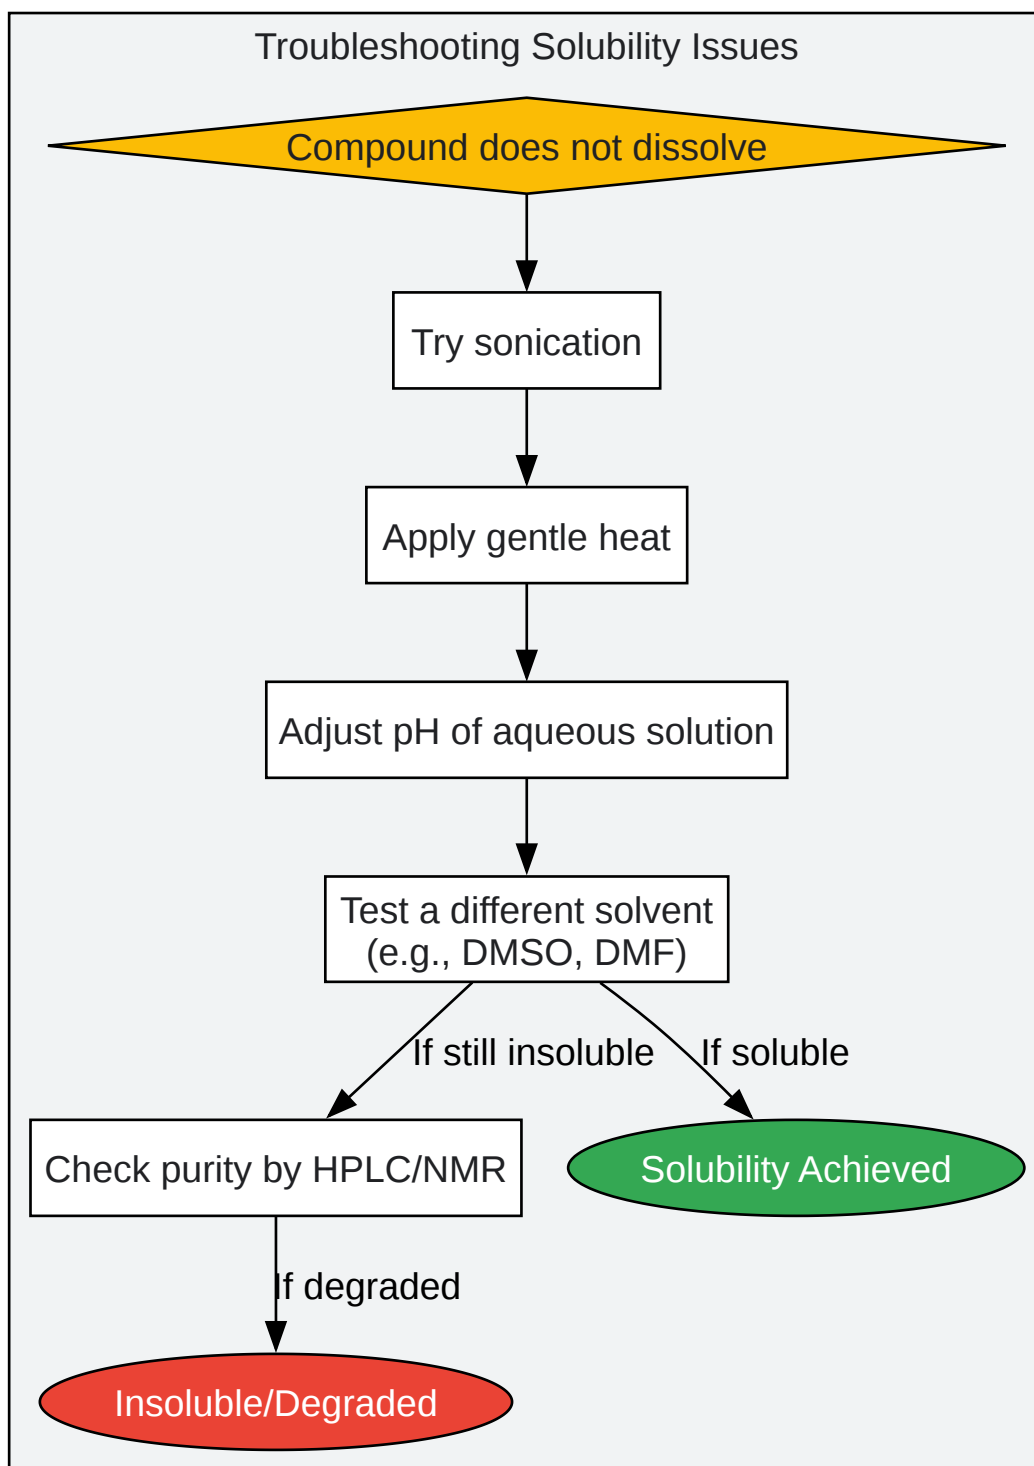 Troubleshooting Solubility Issues
Compound does not dissolve
Try sonication
Apply gentle heat
Adjust pH of aqueous solution
Test a different solvent
(e.g., DMSO, DMF)
If still insoluble
If soluble
Check purity by HPLC/NMR
Solubility Achieved
If degraded
Insoluble/Degraded